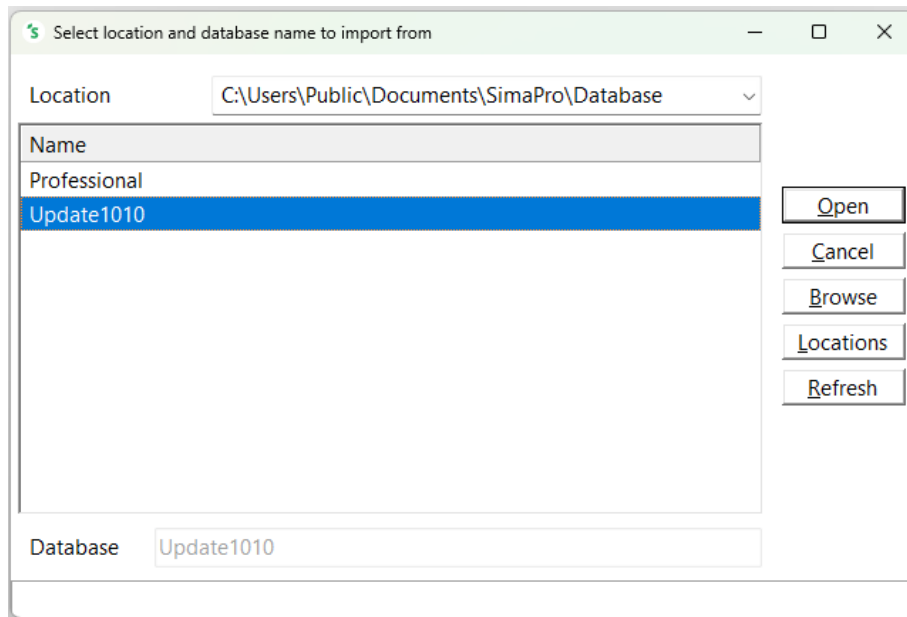 Select location and database name to import from
Location C:\Users\Public\Documents\SimaPro\Database
Name
Professional
Update1010
Open
Cancel
Browse
Locations
Refresh
Database Update1010